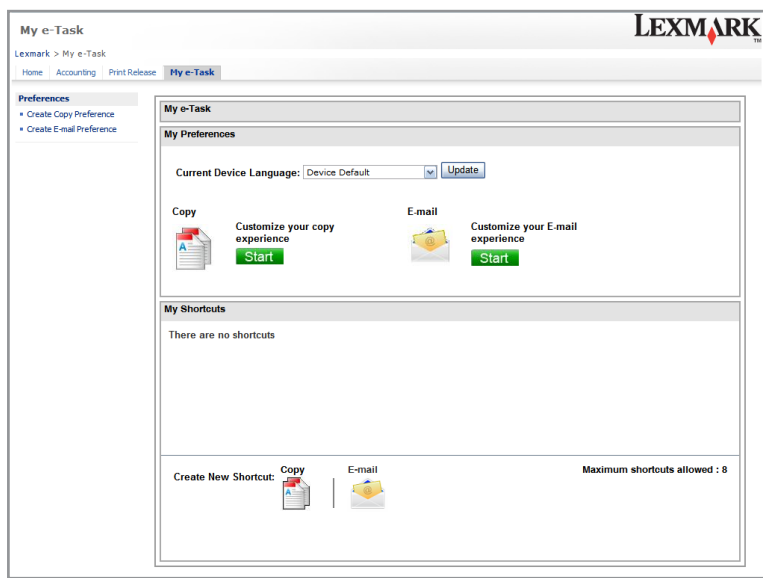 My e-Task
LEXMARK
TM
Lexmark > My e-Task
Home Accounting Print Release My e-Task
Preferences
Create Copy Preference
Create E-mail Preference
My e-Task
My Preferences
Current Device Language: Device Default Update
Copy
Customize your copy
experience
A
Start
E-mail
Customize your E-mail
experience
@
Start
My Shortcuts
There are no shortcuts
Create New Shortcut:
Copy
A
E-mail
@
Maximum shortcuts allowed : 8